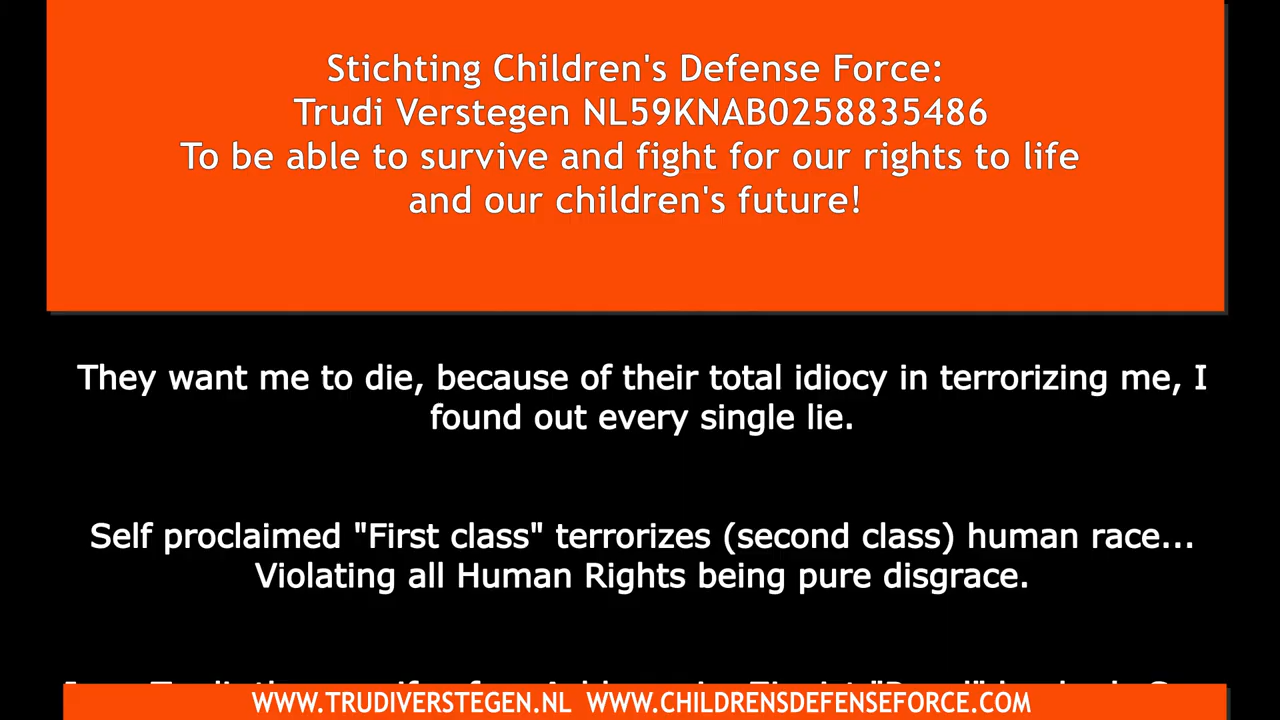 Stichting Children's Defense Force:
Trudi Verstegen NL59KNAB0258835486
To be able to survive and fight for our rights to life
and our children's future!
They want me to die, because of their total idiocy in terrorizing me, I
found out every single lie.
Self proclaimed "First class" terrorizes (second class) human race...
Violating all Human Rights being pure disgrace.
WWW.TRUDIVERSTEGEN.NL WWW.CHILDRENSDEFENSEFORCE.COM